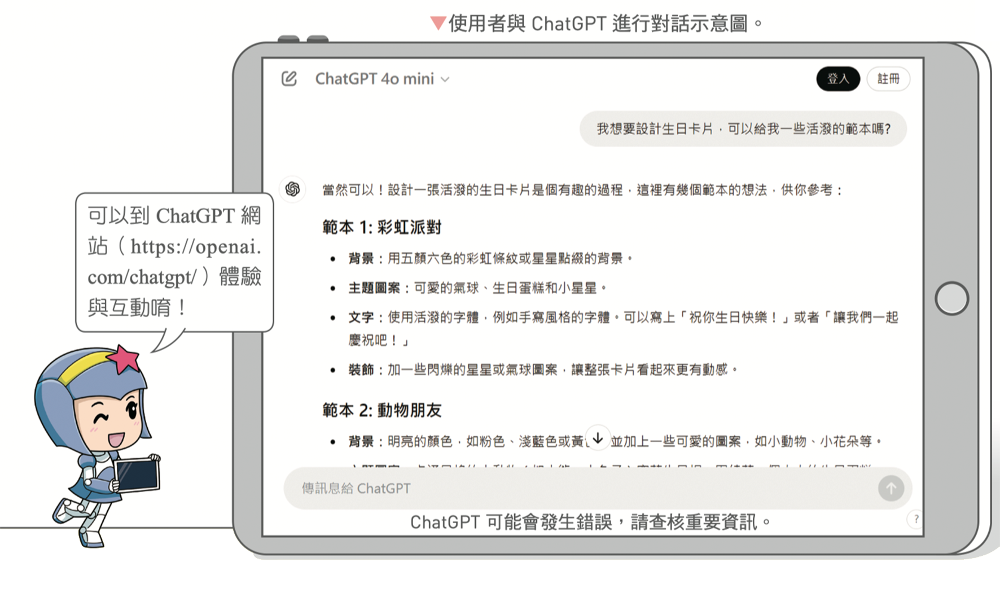 ▼使用者與 ChatGPT 進行對話示意圖。
ChatGPT 4o mini
登入
註冊
我想要設計生日卡片，可以給我一些活潑的範本嗎?
當然可以！設計一張活潑的生日卡片是個有趣的過程，這裡有幾個範本的想法，供你參考：
範本 1: 彩虹派對
• 背景：用五顏六色的彩虹條紋或星星點綴的背景。
• 主題圖案：可愛的氣球、生日蛋糕和小星星。
• 文字：使用活潑的字體，例如手寫風格的字體。可以寫上「祝你生日快樂！」或者「讓我們一起
慶祝吧！」
• 裝飾：加一些閃爍的星星或氣球圖案，讓整張卡片看起來更有動感。
範本 2: 動物朋友
• 背景：明亮的顏色，如粉色、淺藍色或黃 並加上一些可愛的圖案，如小動物、小花朵等。
傳訊息給 ChatGPT
ChatGPT 可能會發生錯誤，請查核重要資訊。
?
可以到 ChatGPT 網
站（https://openai.
com/chatgpt/）體驗
與互動唷！